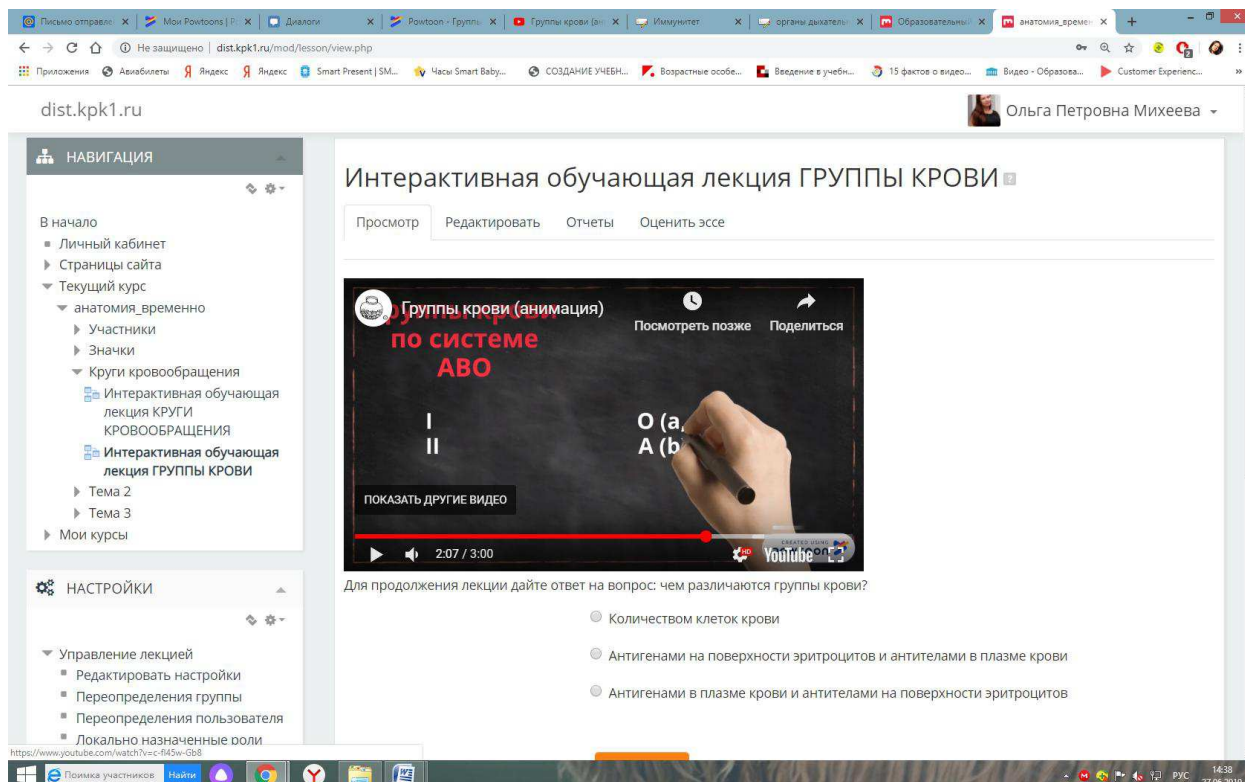 Письмо отправле
Мои Powtoons | P
Диалоги
Powtoon - Группы
Группы крови (ан
Иммунитет
органы дыхатель
Образовательный
анатомия_времен
Не защищено | dist.kpk1.ru/mod/lesson/view.php
Приложения
Авиабилеты
Яндекс
Яндекс
Smart Present | SM...
Часы Smart Baby...
СОЗДАНИЕ УЧЕБН...
Возрастные особе...
Введение в учебн...
15 фактов о видео...
Видео - Образова...
Customer Experienc...
»
dist.kpk1.ru
Ольга Петровна Михеева
НАВИГАЦИЯ
В начало
Личный кабинет
Страницы сайта
Текущий курс
анатомия_временно
Участники
Значки
Круги кровообращения
Интерактивная обучающая
лекция КРУГИ
КРОВООБРАЩЕНИЯ
Интерактивная обучающая
лекция ГРУППЫ КРОВИ
Тема 2
Тема 3
Мои курсы
НАСТРОЙКИ
Управление лекцией
Редактировать настройки
Переопределения группы
Переопределения пользователя
Локально назначенные роли
https://www.youtube.com/watch?v=c-fl45w-Gb8
Интерактивная обучающая лекция ГРУППЫ КРОВИ
Просмотр
Редактировать
Отчеты
Оценить эссе
Группы крови (анимация)
Посмотреть позже
Поделиться
по системе
АВО
I
O (a,
II
A (b
ПОКАЗАТЬ ДРУГИЕ ВИДЕО
2:07 / 3:00
HD
YouTube
CREATED USING
Для продолжения лекции дайте ответ на вопрос: чем различаются группы крови?
Количеством клеток крови
Антигенами на поверхности эритроцитов и антителами в плазме крови
Антигенами в плазме крови и антителами на поверхности эритроцитов
Поимка участников
Найти
РУС
14:38
27.06.2019